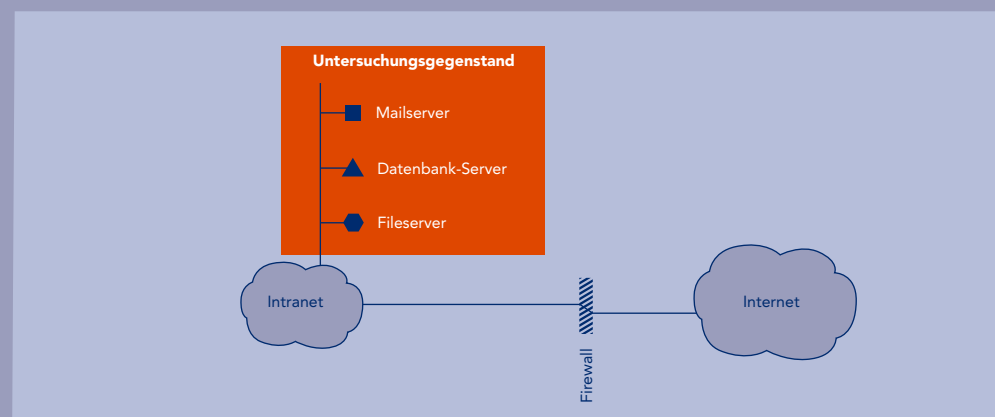 Untersuchungsgegenstand
Mailserver
Datenbank-Server
Fileserver
Intranet
Internet
Firewall